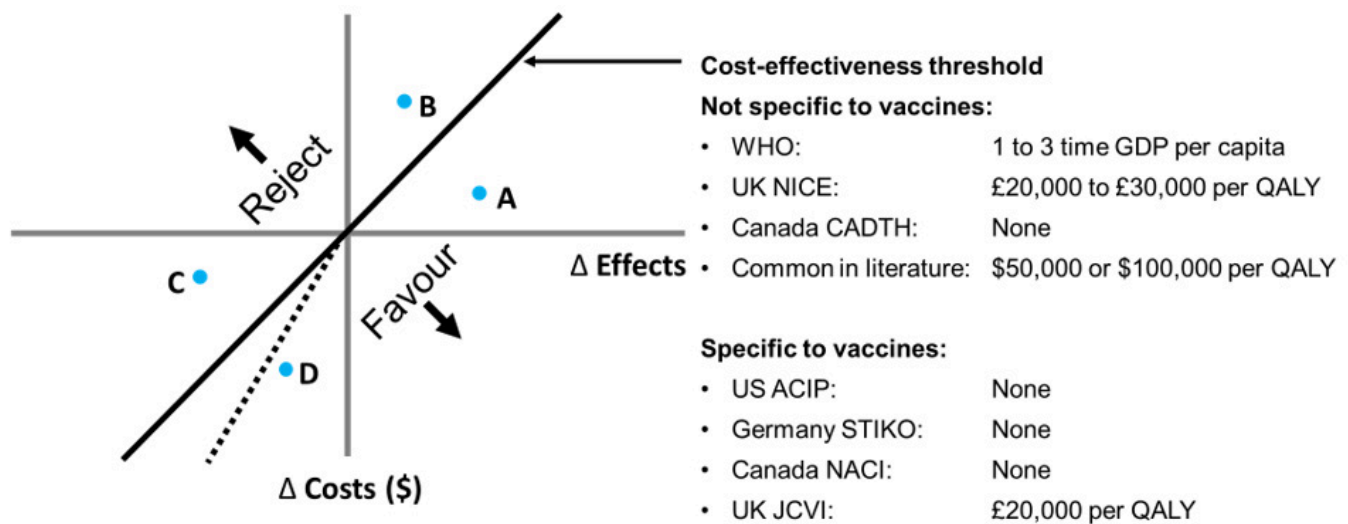 B
A
Reject
Δ Effects
C
Favour
D
Δ Costs ($)
Cost-effectiveness threshold
Not specific to vaccines:
• WHO: 1 to 3 time GDP per capita
• UK NICE: £20,000 to £30,000 per QALY
• Canada CADTH: None
• Common in literature: $50,000 or $100,000 per QALY
Specific to vaccines:
• US ACIP: None
• Germany STIKO: None
• Canada NACI: None
• UK JCVI: £20,000 per QALY